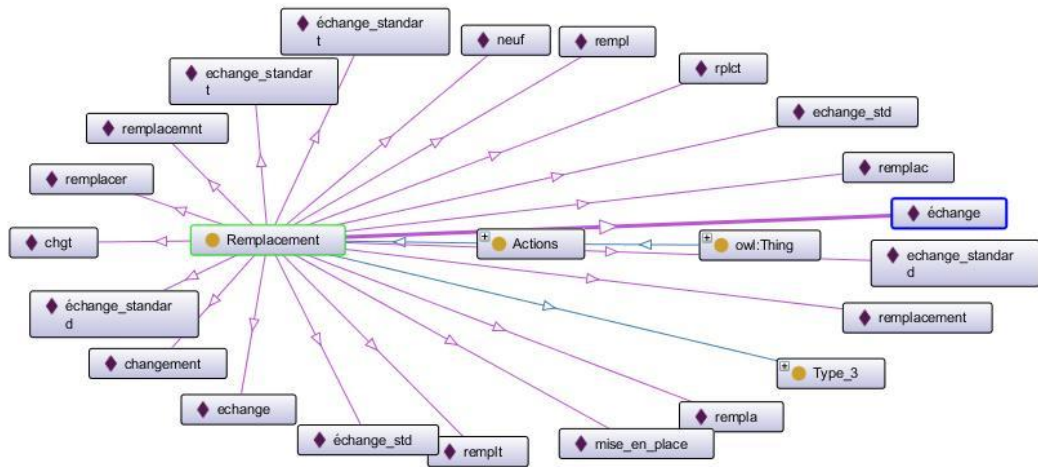 échange_standar
t
neuf
rempl
echange_standar
t
rplct
echange_std
remplacemnt
remplac
remplacer
échange
chgt
Remplacement
Actions
owl:Thing
echange_standar
d
échange_standar
d
remplacement
changement
Type_3
echange
rempla
échange_std
remplt
mise_en_place